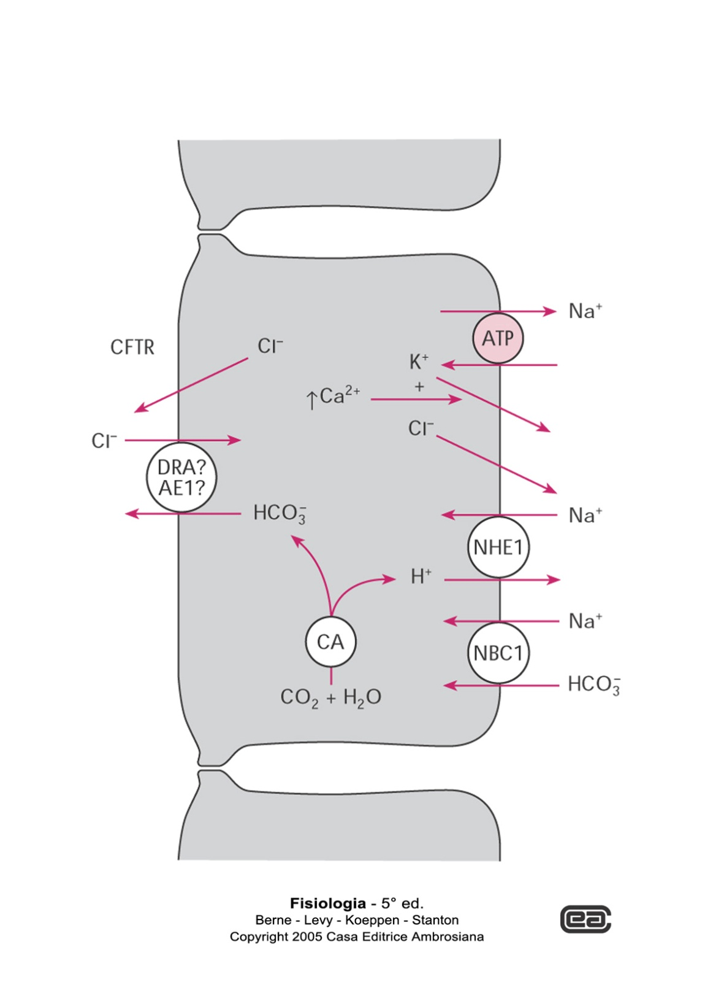 Na⁺
ATP
CFTR
Cl⁻
K⁺
+
↑Ca²⁺
Cl⁻
Cl⁻
DRA?
AE1?
HCO₃⁻
Na⁺
NHE1
H⁺
Na⁺
CA
NBC1
HCO₃⁻
CO₂ + H₂O
Fisiologia - 5° ed.
Berne - Levy - Koeppen - Stanton
Copyright 2005 Casa Editrice Ambrosiana
ea